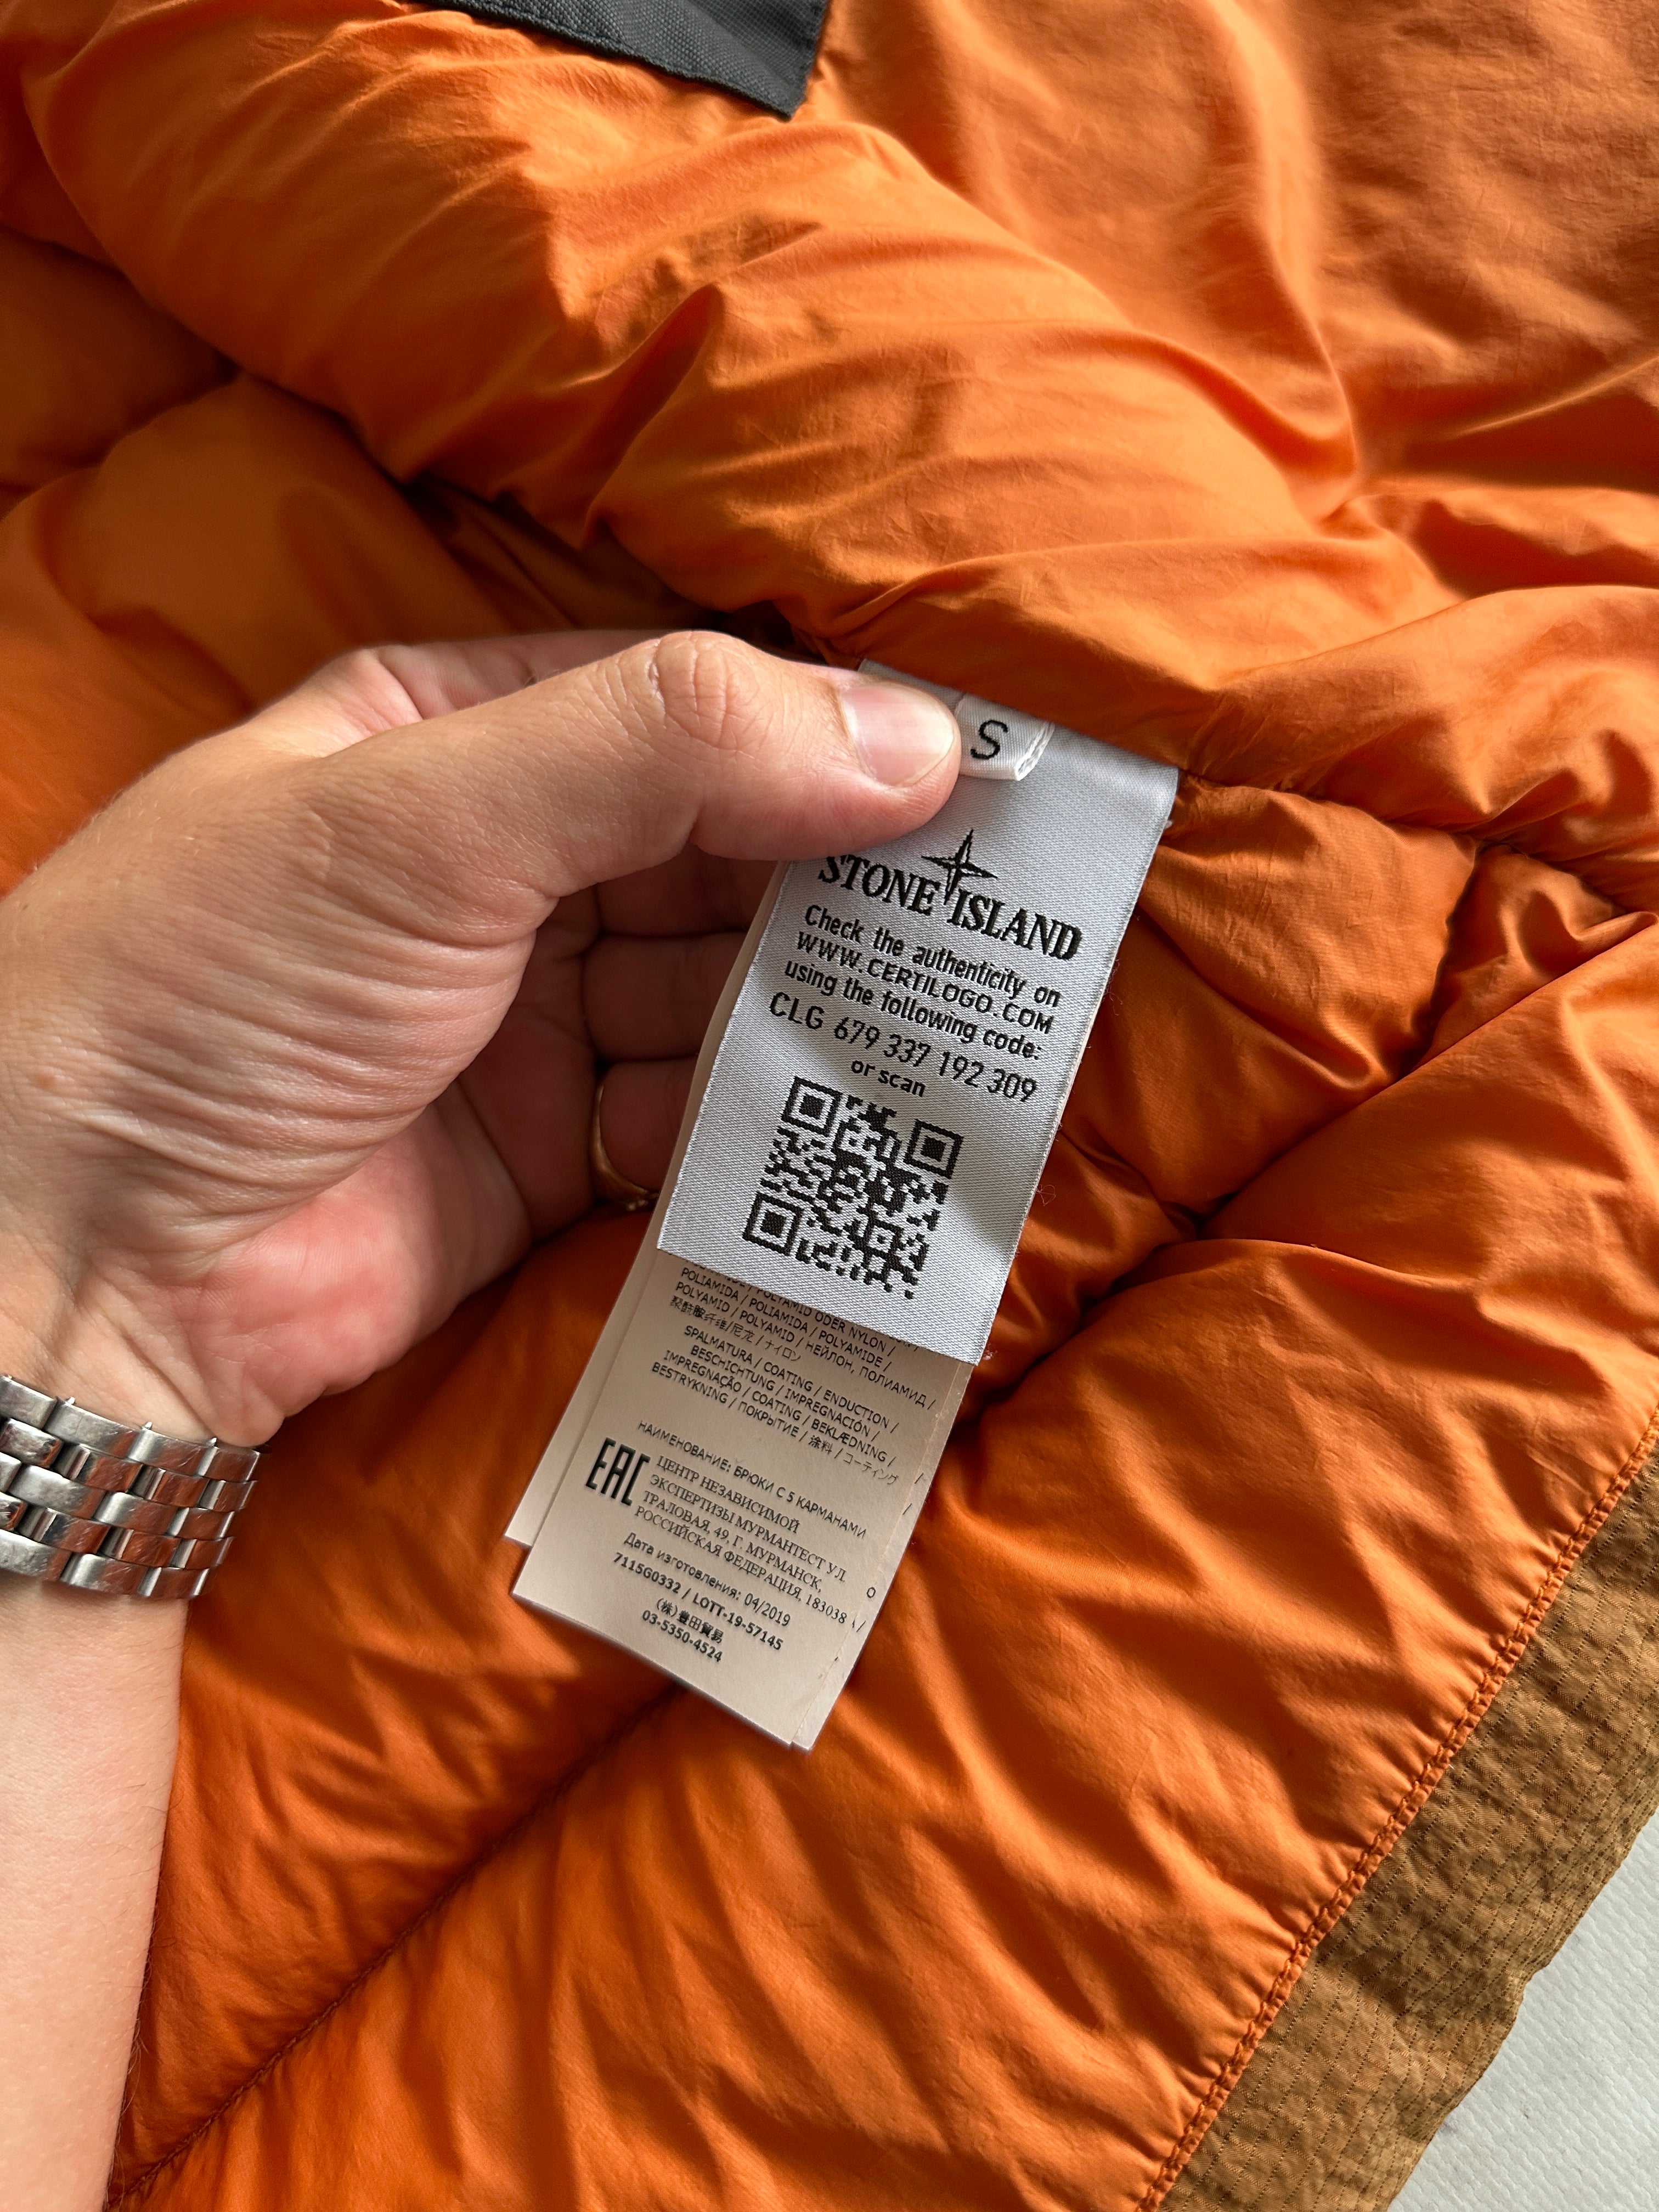 S
STONE ISLAND
Check the authenticity on
WWW.CERTILOGO.COM
using the following code:
CLG 679 337 192 309
or scan
POLYAMID ODER NYLON /
POLIAMIDA / POLIAMIDA / POLYAMIDE /
POLYAMID / POLYAMID / НЕЙЛОН, ПОЛИАМИД /
聚酰胺纤维/尼龙 / ナイロン
SPALMATURA / COATING / ENDUCTION /
BESCHICHTUNG / IMPREGNACIÓN /
IMPREGNAÇÃO / COATING / BEKLÆDNING /
BESTRYKNING / ПОКРЫТИЕ / 涂料 / コーティング
НАИМЕНОВАНИЕ: БРЮКИ С 5 КАРМАНАМИ
EAC
ЦЕНТР НЕЗАВИСИМОЙ
ЭКСПЕРТИЗЫ МУРМАНТЕСТ УЛ.
ТРАЛОВАЯ, 49, Г. МУРМАНСК,
РОССИЙСКАЯ ФЕДЕРАЦИЯ, 183038
Дата изготовления: 04/2019
7115G0332 / LOTT-19-57145
(株)豊田貿易
03-5350-4524